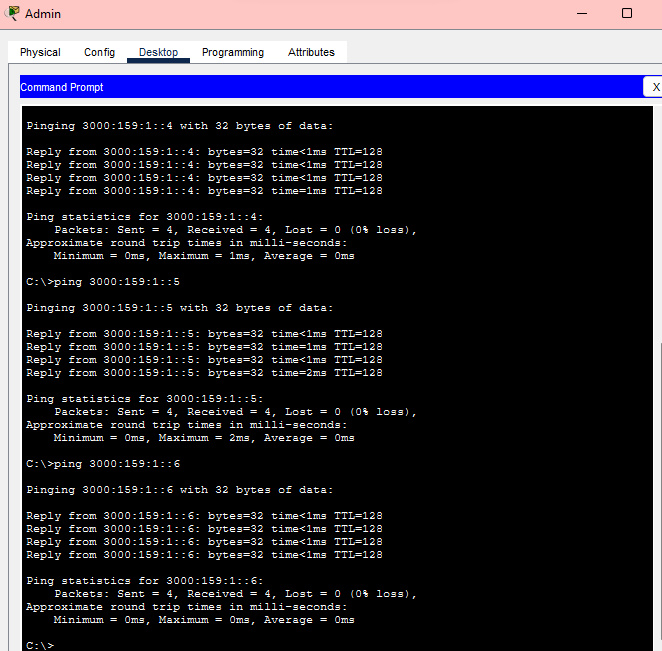 Admin
Physical Config Desktop Programming Attributes
Command Prompt
X
Pinging 3000:159:1::4 with 32 bytes of data:
Reply from 3000:159:1::4: bytes=32 time<1ms TTL=128
Reply from 3000:159:1::4: bytes=32 time<1ms TTL=128
Reply from 3000:159:1::4: bytes=32 time<1ms TTL=128
Reply from 3000:159:1::4: bytes=32 time=1ms TTL=128
Ping statistics for 3000:159:1::4:
    Packets: Sent = 4, Received = 4, Lost = 0 (0% loss),
Approximate round trip times in milli-seconds:
    Minimum = 0ms, Maximum = 1ms, Average = 0ms
C:\>ping 3000:159:1::5
Pinging 3000:159:1::5 with 32 bytes of data:
Reply from 3000:159:1::5: bytes=32 time<1ms TTL=128
Reply from 3000:159:1::5: bytes=32 time=1ms TTL=128
Reply from 3000:159:1::5: bytes=32 time<1ms TTL=128
Reply from 3000:159:1::5: bytes=32 time=2ms TTL=128
Ping statistics for 3000:159:1::5:
    Packets: Sent = 4, Received = 4, Lost = 0 (0% loss),
Approximate round trip times in milli-seconds:
    Minimum = 0ms, Maximum = 2ms, Average = 0ms
C:\>ping 3000:159:1::6
Pinging 3000:159:1::6 with 32 bytes of data:
Reply from 3000:159:1::6: bytes=32 time<1ms TTL=128
Reply from 3000:159:1::6: bytes=32 time<1ms TTL=128
Reply from 3000:159:1::6: bytes=32 time<1ms TTL=128
Reply from 3000:159:1::6: bytes=32 time<1ms TTL=128
Ping statistics for 3000:159:1::6:
    Packets: Sent = 4, Received = 4, Lost = 0 (0% loss),
Approximate round trip times in milli-seconds:
    Minimum = 0ms, Maximum = 0ms, Average = 0ms
C:\>